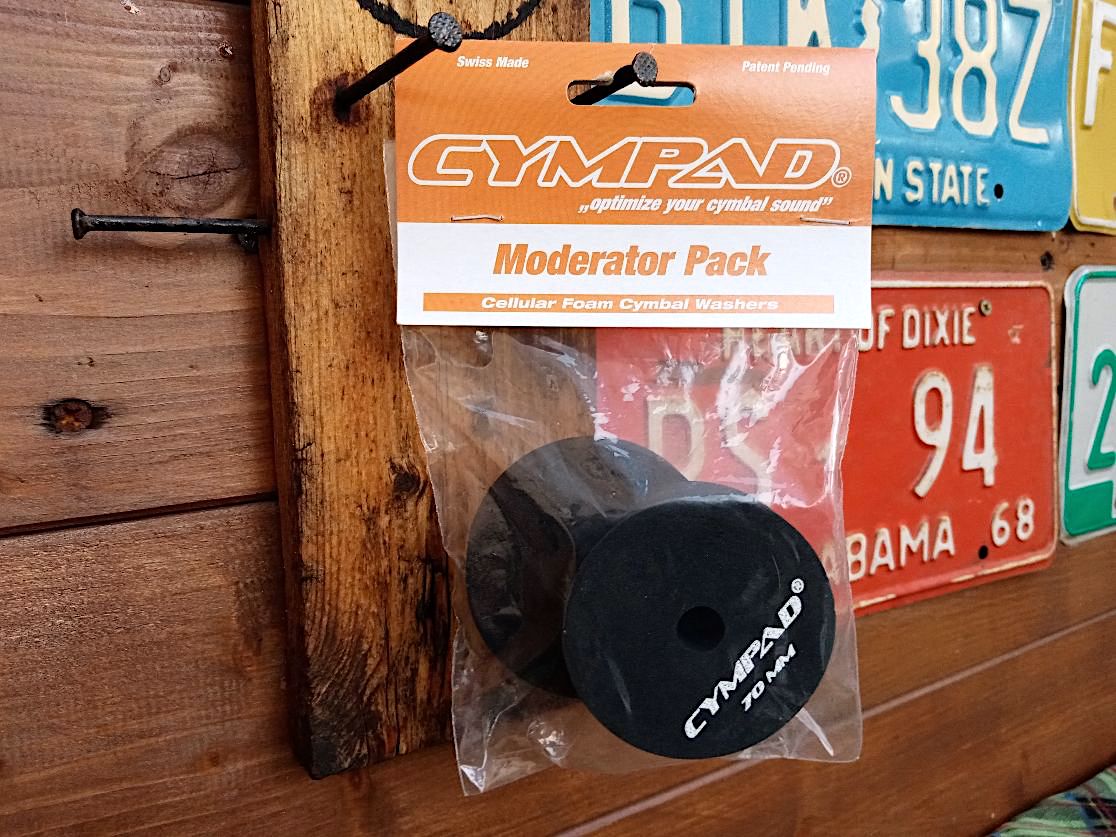 Swiss Made
Patent Pending
CYMPAD®
„optimize your cymbal sound”
Moderator Pack
Cellular Foam Cymbal Washers
CYMPAD®
70 MM
38Z
N STATE
F
OF DIXIE
94
BAMA 68
2